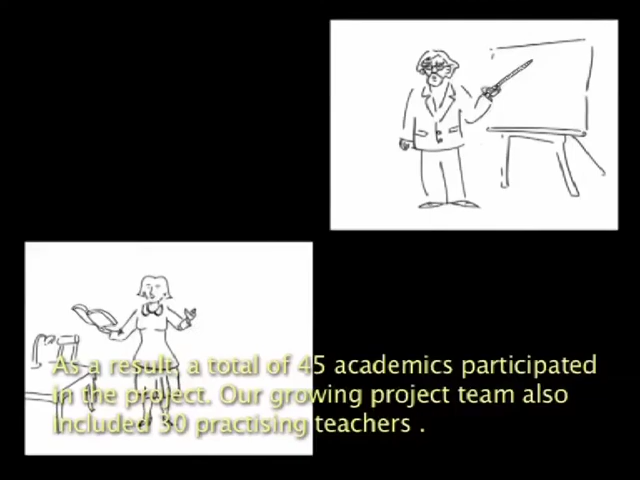 As a result, a total of 45 academics participated
in the project. Our growing project team also
included 30 practising teachers .